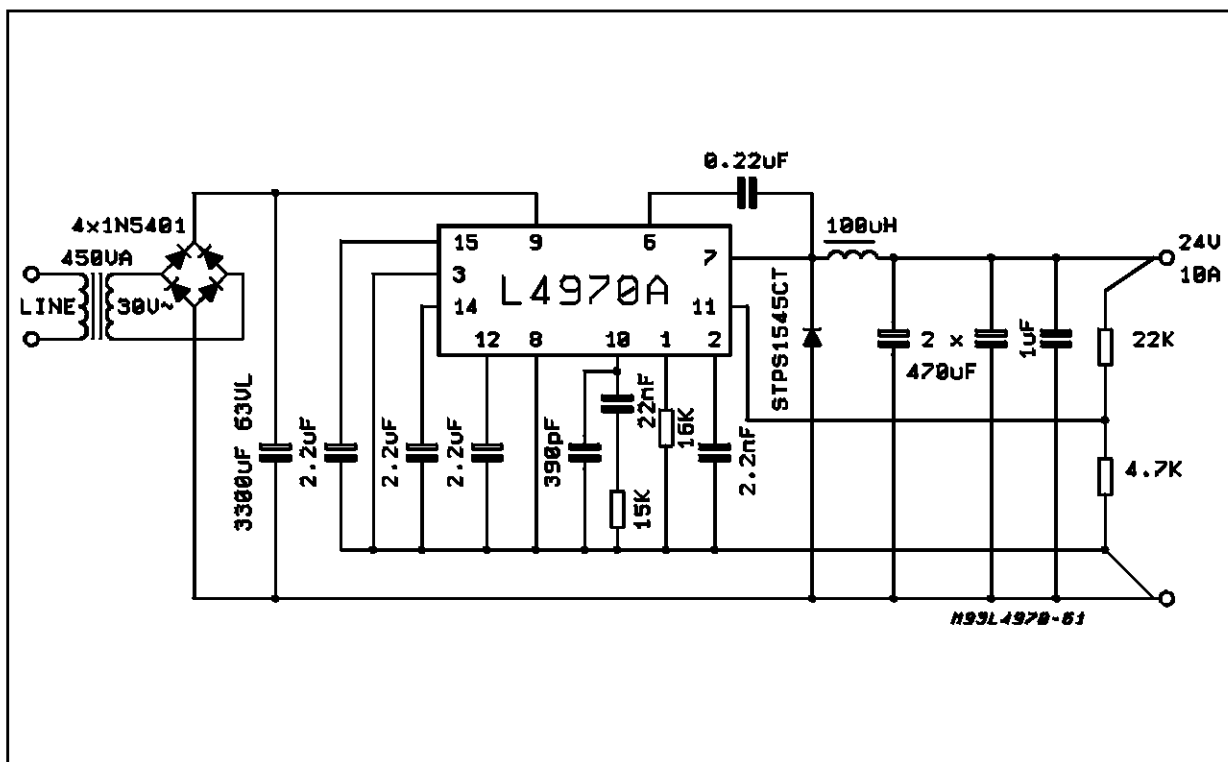 0.22uF
4x1N5401
450VA
LINE
30V~
15
9
6
7
3
L4970A
14
11
12
8
10
1
2
100uH
24V
10A
STPS1545CT
2 x
470uF
1uF
22K
3300uF 63VL
2.2uF
2.2uF
2.2uF
390pF
22nF
15K
16K
2.2nF
4.7K
M93L4970-61